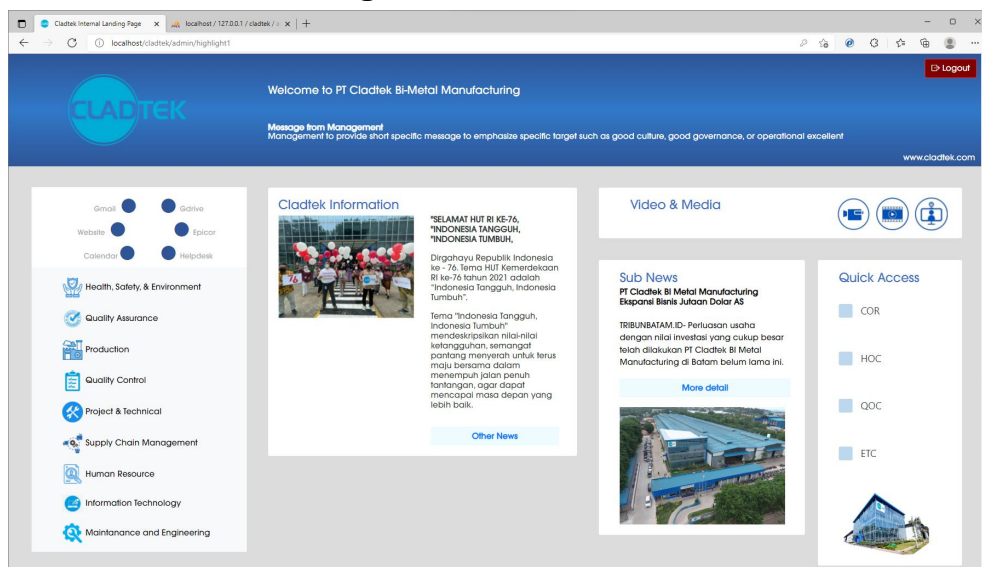 Cladtek Internal Landing Page
localhost / 127.0.0.1 / cladtek /
localhost/cladtek/admin/highlight1
Logout
CLADTEK
Welcome to PT Cladtek Bi-Metal Manufacturing
Message from Management
Management to provide short specific message to emphasize specific target such as good culture, good governance, or operational excellent
www.cladtek.com
Gmail
Gdrive
Website
Epicor
Calendar
Helpdesk
Health, Safety, & Environment
Quality Assurance
Production
Quality Control
Project & Technical
Supply Chain Management
Human Resource
Information Technology
Maintanance and Engineering
Cladtek Information
"SELAMAT HUT RI KE-76,
"INDONESIA TANGGUH,
"INDONESIA TUMBUH,
Dirgahayu Republik Indonesia
ke - 76. Tema HUT Kemerdekaan
RI ke-76 tahun 2021 adalah
"Indonesia Tangguh, Indonesia
Tumbuh".
Tema "Indonesia Tangguh,
Indonesia Tumbuh"
mendeskripsikan nilai-nilai
ketangguhan, semangat
pantang menyerah untuk terus
maju bersama dalam
menempuh jalan penuh
tantangan, agar dapat
mencapai masa depan yang
lebih baik.
Other News
Video & Media
Sub News
PT Cladtek BI Metal Manufacturing
Ekspansi Bisnis Jutaan Dolar AS
TRIBUNBATAM.ID- Perluasan usaha
dengan nilai investasi yang cukup besar
telah dilakukan PT Cladtek BI Metal
Manufacturing di Batam belum lama ini.
More detail
Quick Access
COR
HOC
QOC
ETC